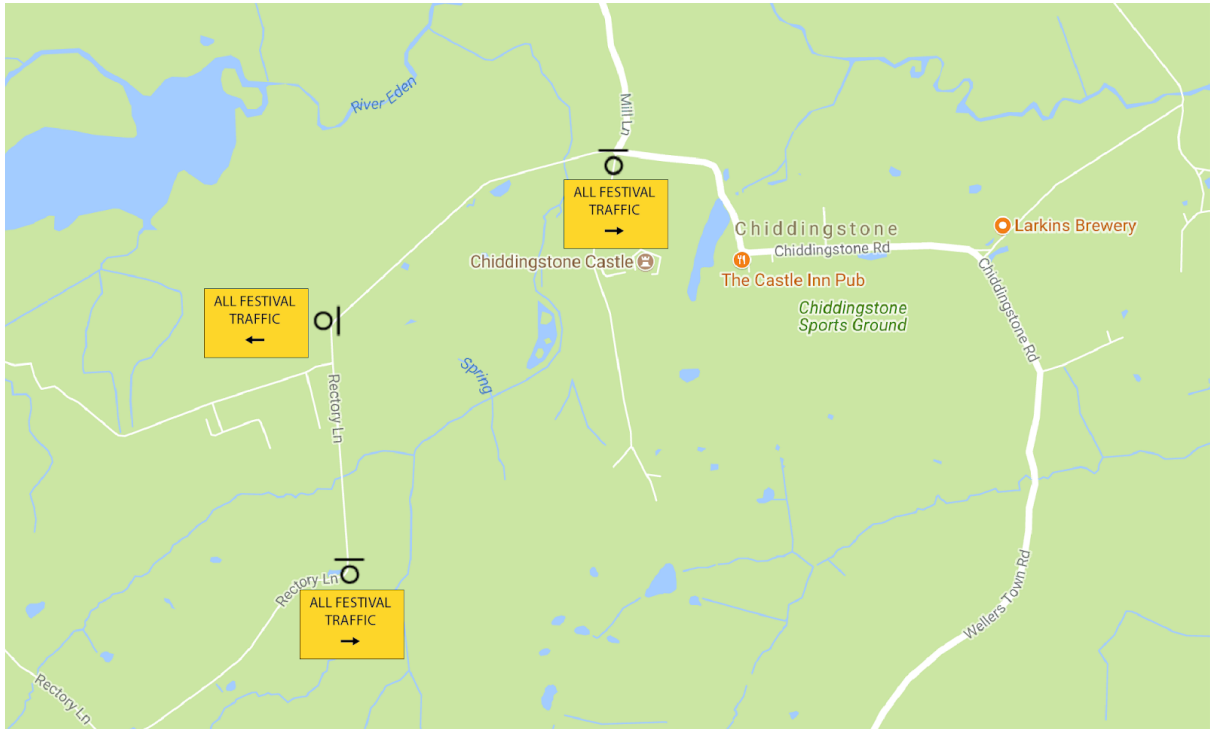 River Eden
Mill Ln
ALL FESTIVAL
TRAFFIC
→
Chiddingstone
Chiddingstone Rd
Larkins Brewery
Chiddingstone Castle
The Castle Inn Pub
Chiddingstone Rd
Chiddingstone
Sports Ground
ALL FESTIVAL
TRAFFIC
←
Spring
Rectory Ln
Rectory Ln
ALL FESTIVAL
TRAFFIC
→
Wellers Town Rd
Rectory Ln